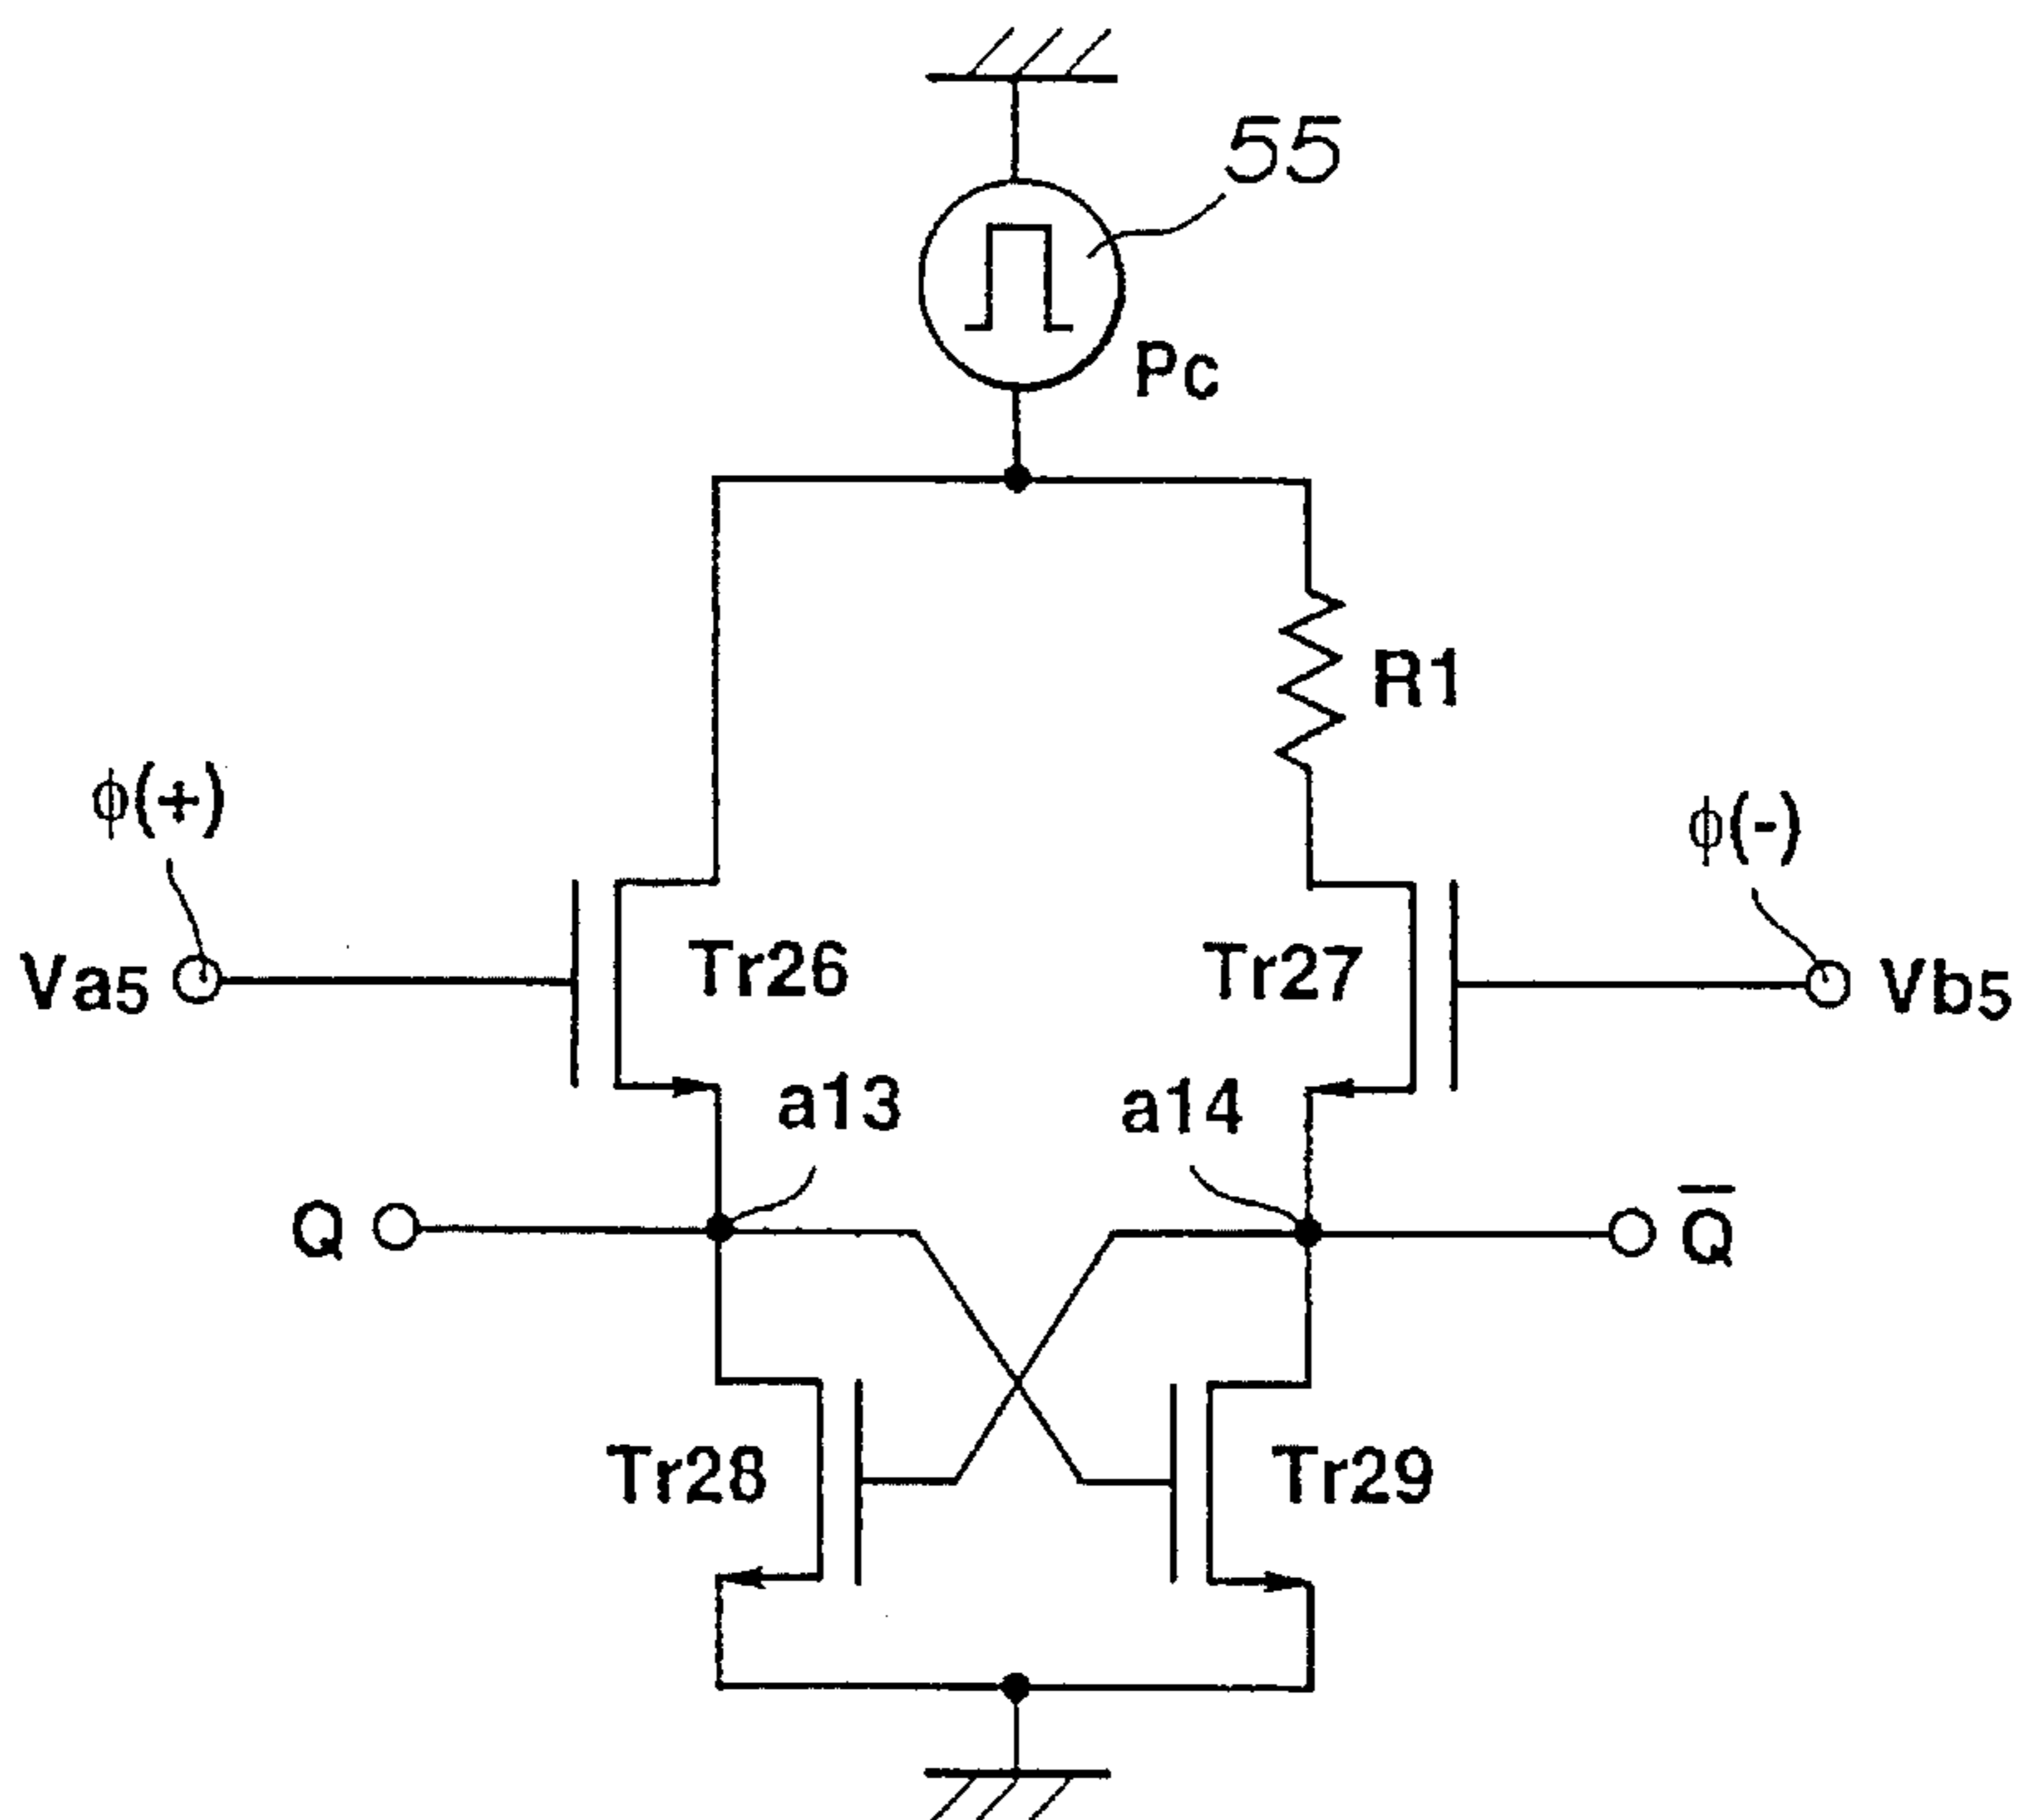 55
Pc
R1
ϕ(+)
ϕ(-)
Va5
Tr26
Tr27
Vb5
a13
a14
Q
Q̅
Tr28
Tr29